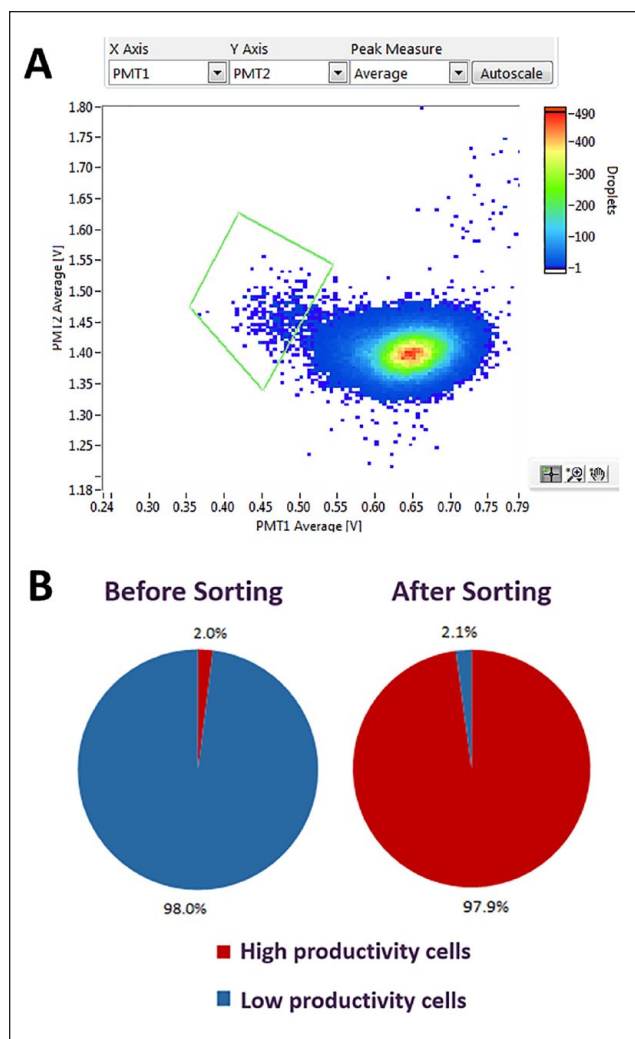 A
X Axis Y Axis Peak Measure
PMT1 PMT2 Average Autoscale
1.80
1.75
1.70
1.65
1.60
1.55
1.50
1.45
1.40
1.35
1.30
1.25
1.18
PMT2 Average [V]
0.24 0.30 0.35 0.40 0.45 0.50 0.55 0.60 0.65 0.70 0.75 0.79
PMT1 Average [V]
490
400
300
200
100
1
Droplets
B
Before Sorting After Sorting
2.0% 2.1%
98.0% 97.9%
High productivity cells
Low productivity cells